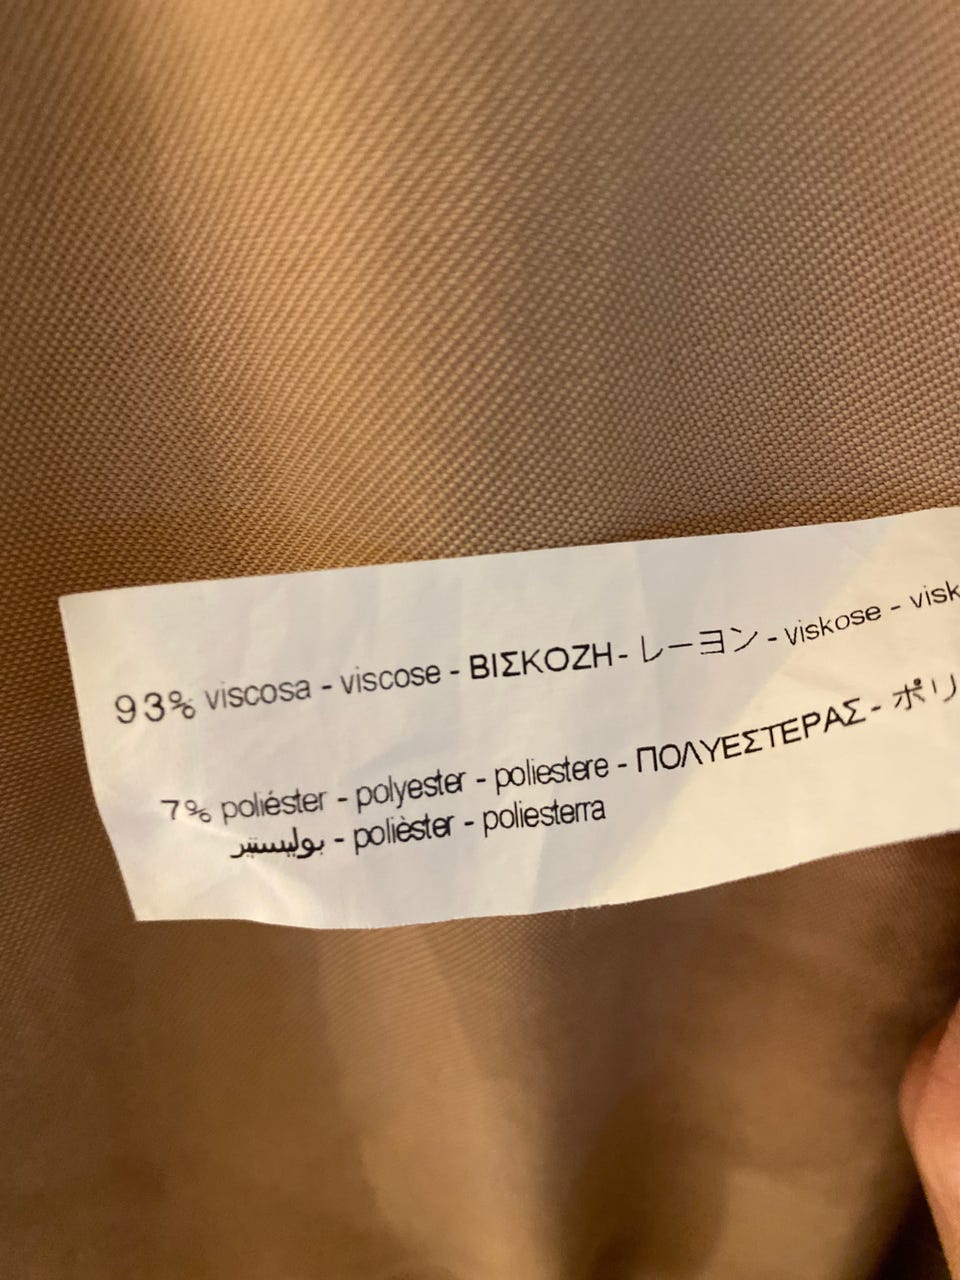 93% viscosa - viscose - ΒΙΣΚΟΖΗ - レーヨン - viskose - visk
7% poliéster - polyester - poliestere - ΠΟΛΥΕΣΤΕΡΑΣ - ポリ
بوليستير - polièster - poliesterra